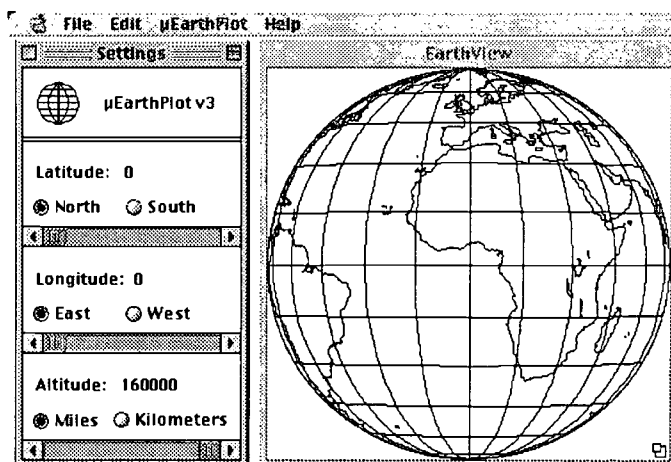 File Edit µEarthPlot Help
Settings
EarthView
µEarthPlot v3
Latitude: 0
North South
Longitude: 0
East West
Altitude: 160000
Miles Kilometers